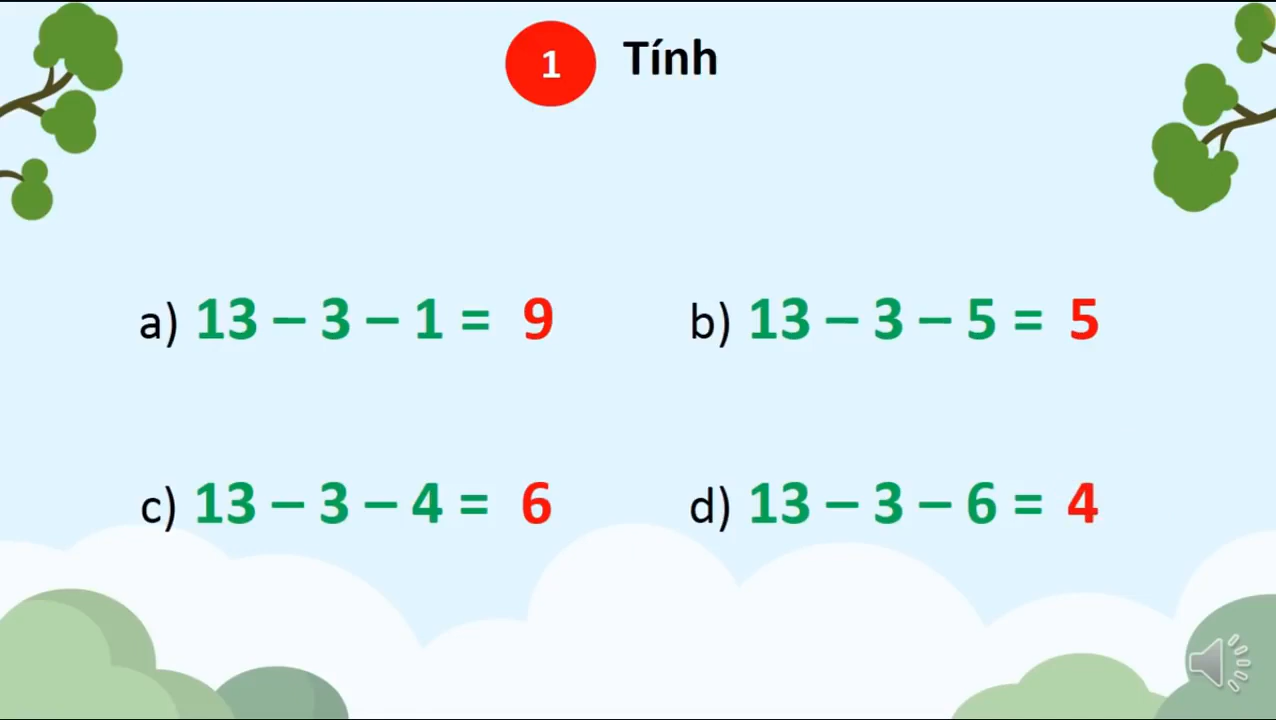 1 Tính
a) 13 – 3 – 1 = 9
b) 13 – 3 – 5 = 5
c) 13 – 3 – 4 = 6
d) 13 – 3 – 6 = 4